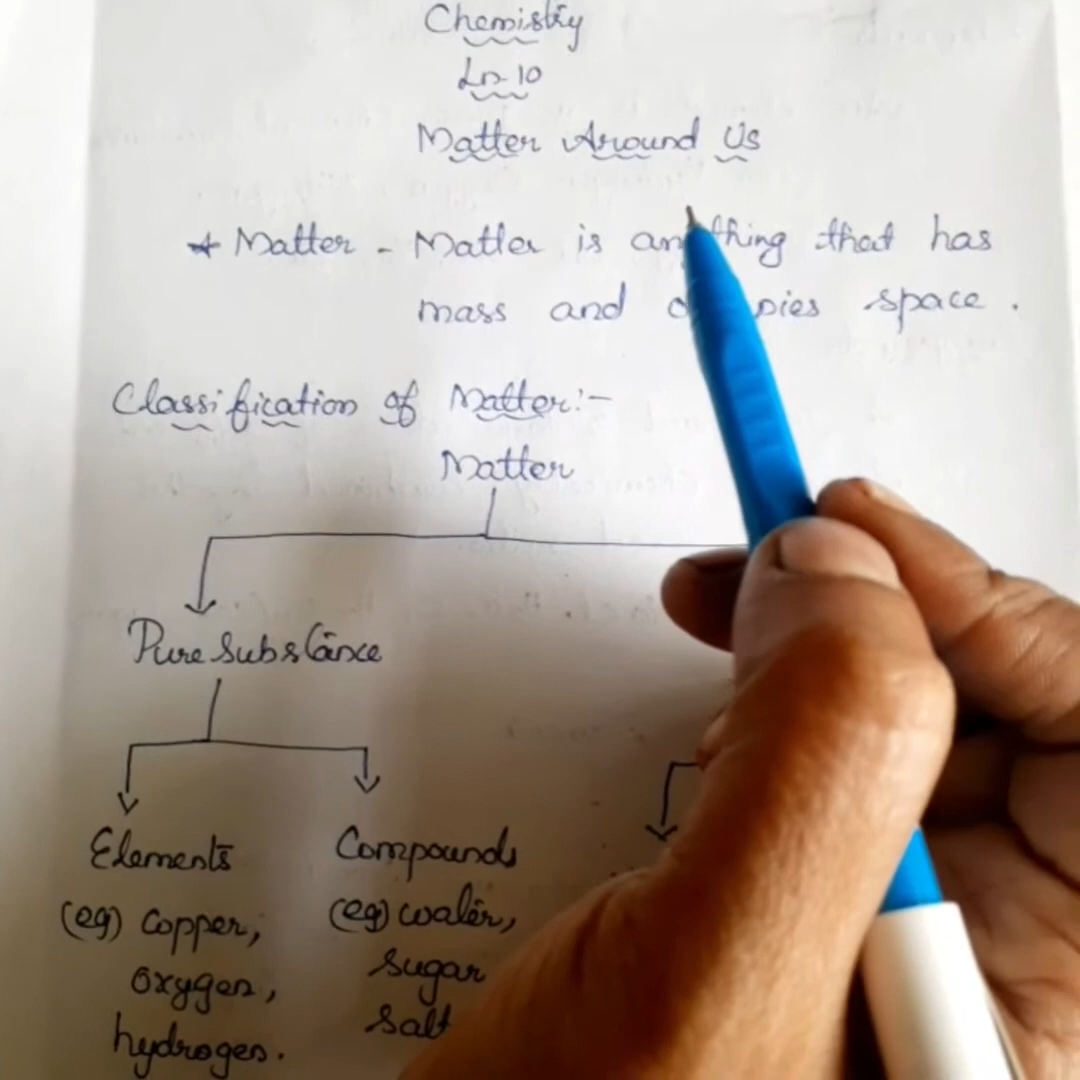 Chemistry
Ln-10
Matter Around Us
* Matter - Matter is anything that has
mass and space.
Classification of Matter:-
Matter
Pure substance
Elements Compounds
(eg) copper, (eg) water,
oxygen, sugar
hydrogen. salt